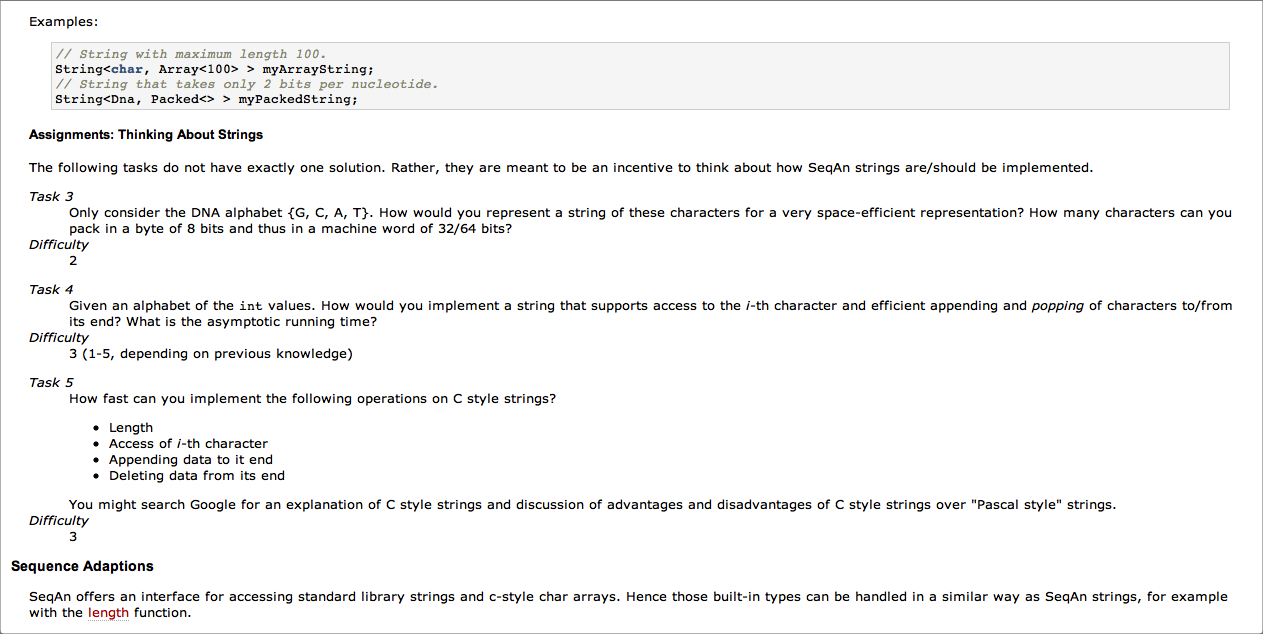 Examples:
// String with maximum length 100.
String<char, Array<100> > myArrayString;
// String that takes only 2 bits per nucleotide.
String<Dna, Packed<> > myPackedString;
Assignments: Thinking About Strings
The following tasks do not have exactly one solution. Rather, they are meant to be an incentive to think about how SeqAn strings are/should be implemented.
Task 3
Only consider the DNA alphabet {G, C, A, T}. How would you represent a string of these characters for a very space-efficient representation? How many characters can you
pack in a byte of 8 bits and thus in a machine word of 32/64 bits?
Difficulty
2
Task 4
Given an alphabet of the int values. How would you implement a string that supports access to the i-th character and efficient appending and popping of characters to/from
its end? What is the asymptotic running time?
Difficulty
3 (1-5, depending on previous knowledge)
Task 5
How fast can you implement the following operations on C style strings?
• Length
• Access of i-th character
• Appending data to it end
• Deleting data from its end
You might search Google for an explanation of C style strings and discussion of advantages and disadvantages of C style strings over "Pascal style" strings.
Difficulty
3
Sequence Adaptions
SeqAn offers an interface for accessing standard library strings and c-style char arrays. Hence those built-in types can be handled in a similar way as SeqAn strings, for example
with the length function.